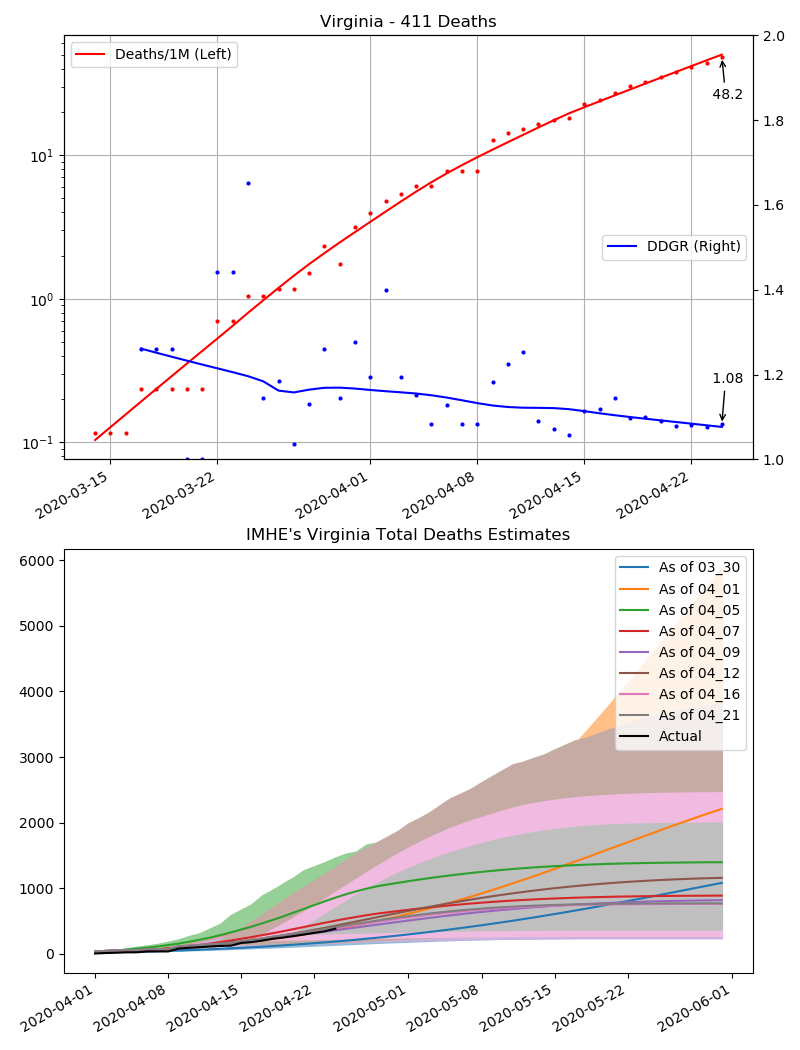 Virginia - 411 Deaths
Deaths/1M (Left)
DDGR (Right)
48.2
1.08
10¹
10⁰
10⁻¹
2.0
1.8
1.6
1.4
1.2
1.0
2020-03-15
2020-03-22
2020-04-01
2020-04-08
2020-04-15
2020-04-22
IMHE's Virginia Total Deaths Estimates
6000
5000
4000
3000
2000
1000
0
As of 03_30
As of 04_01
As of 04_05
As of 04_07
As of 04_09
As of 04_12
As of 04_16
As of 04_21
Actual
2020-04-01
2020-04-08
2020-04-15
2020-04-22
2020-05-01
2020-05-08
2020-05-15
2020-05-22
2020-06-01